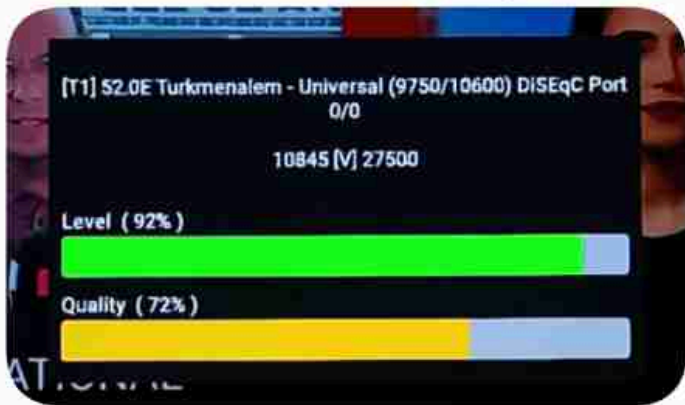 [T1] 52.0E Turkmenalem - Universal (9750/10600) DiSEqC Port
0/0
10845 [V] 27500
Level ( 92% )
Quality ( 72% )